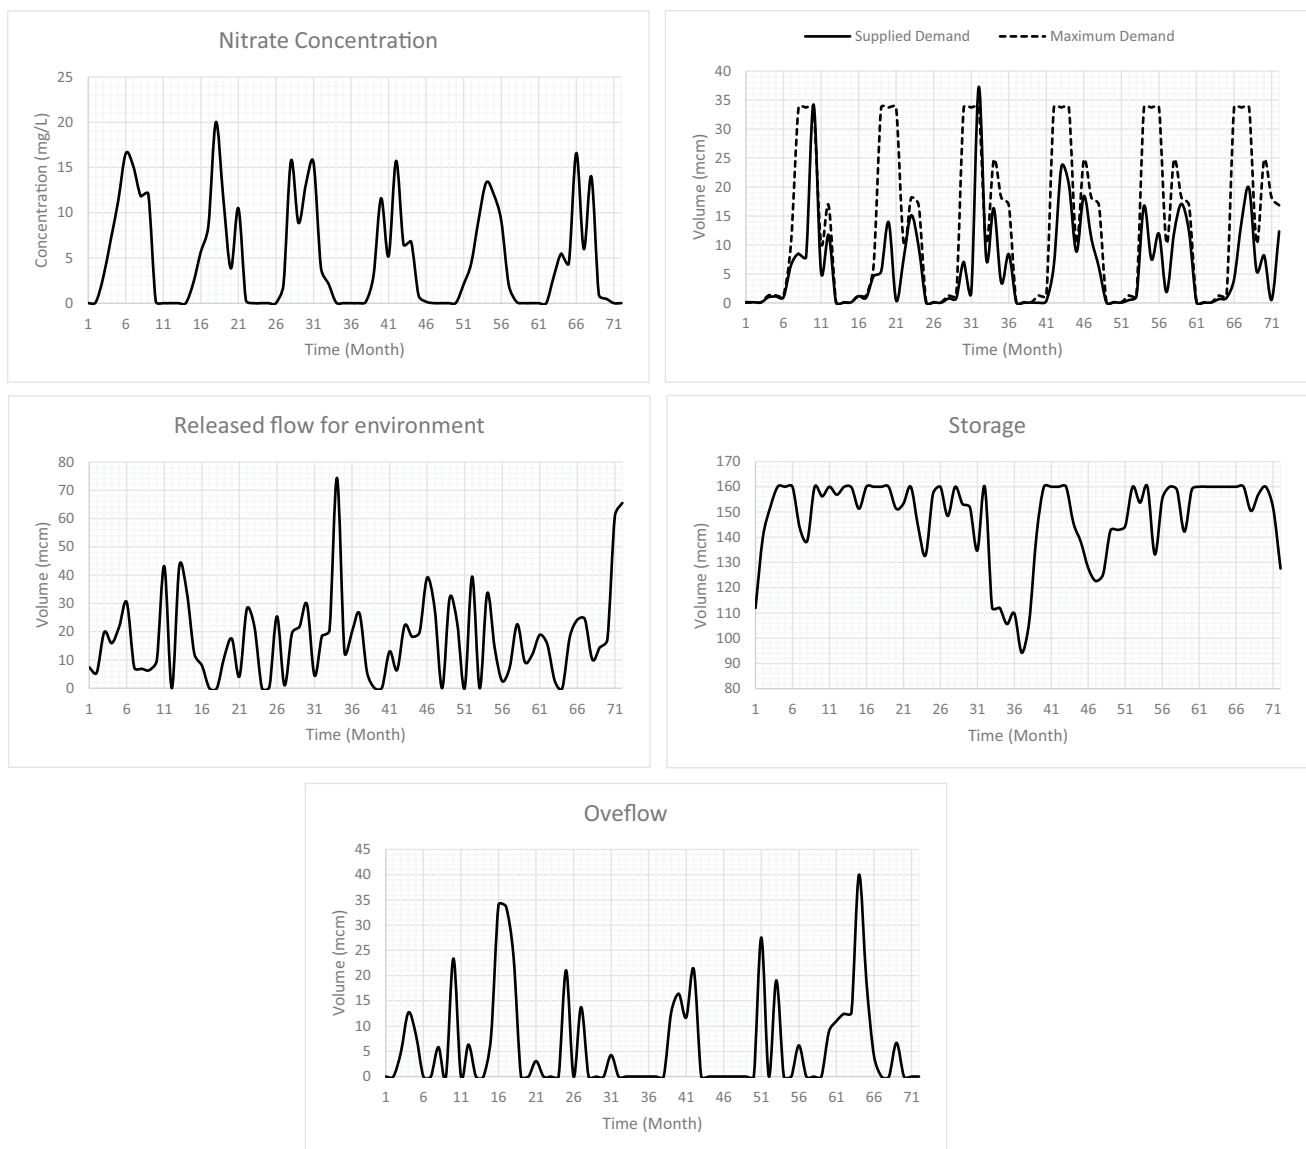 Nitrate Concentration
Concentration (mg/L)
25
20
15
10
5
0
1 6 11 16 21 26 31 36 41 46 51 56 61 66 71
Time (Month)
Supplied Demand Maximum Demand
Volume (mcm)
40
35
30
25
20
15
10
5
0
1 6 11 16 21 26 31 36 41 46 51 56 61 66 71
Time (Month)
Released flow for environment
Volume (mcm)
80
70
60
50
40
30
20
10
0
1 6 11 16 21 26 31 36 41 46 51 56 61 66 71
Time (Month)
Storage
Volume (mcm)
170
160
150
140
130
120
110
100
90
80
1 6 11 16 21 26 31 36 41 46 51 56 61 66 71
Time (Month)
Oveflow
Volume (mcm)
45
40
35
30
25
20
15
10
5
0
1 6 11 16 21 26 31 36 41 46 51 56 61 66 71
Time (Month)